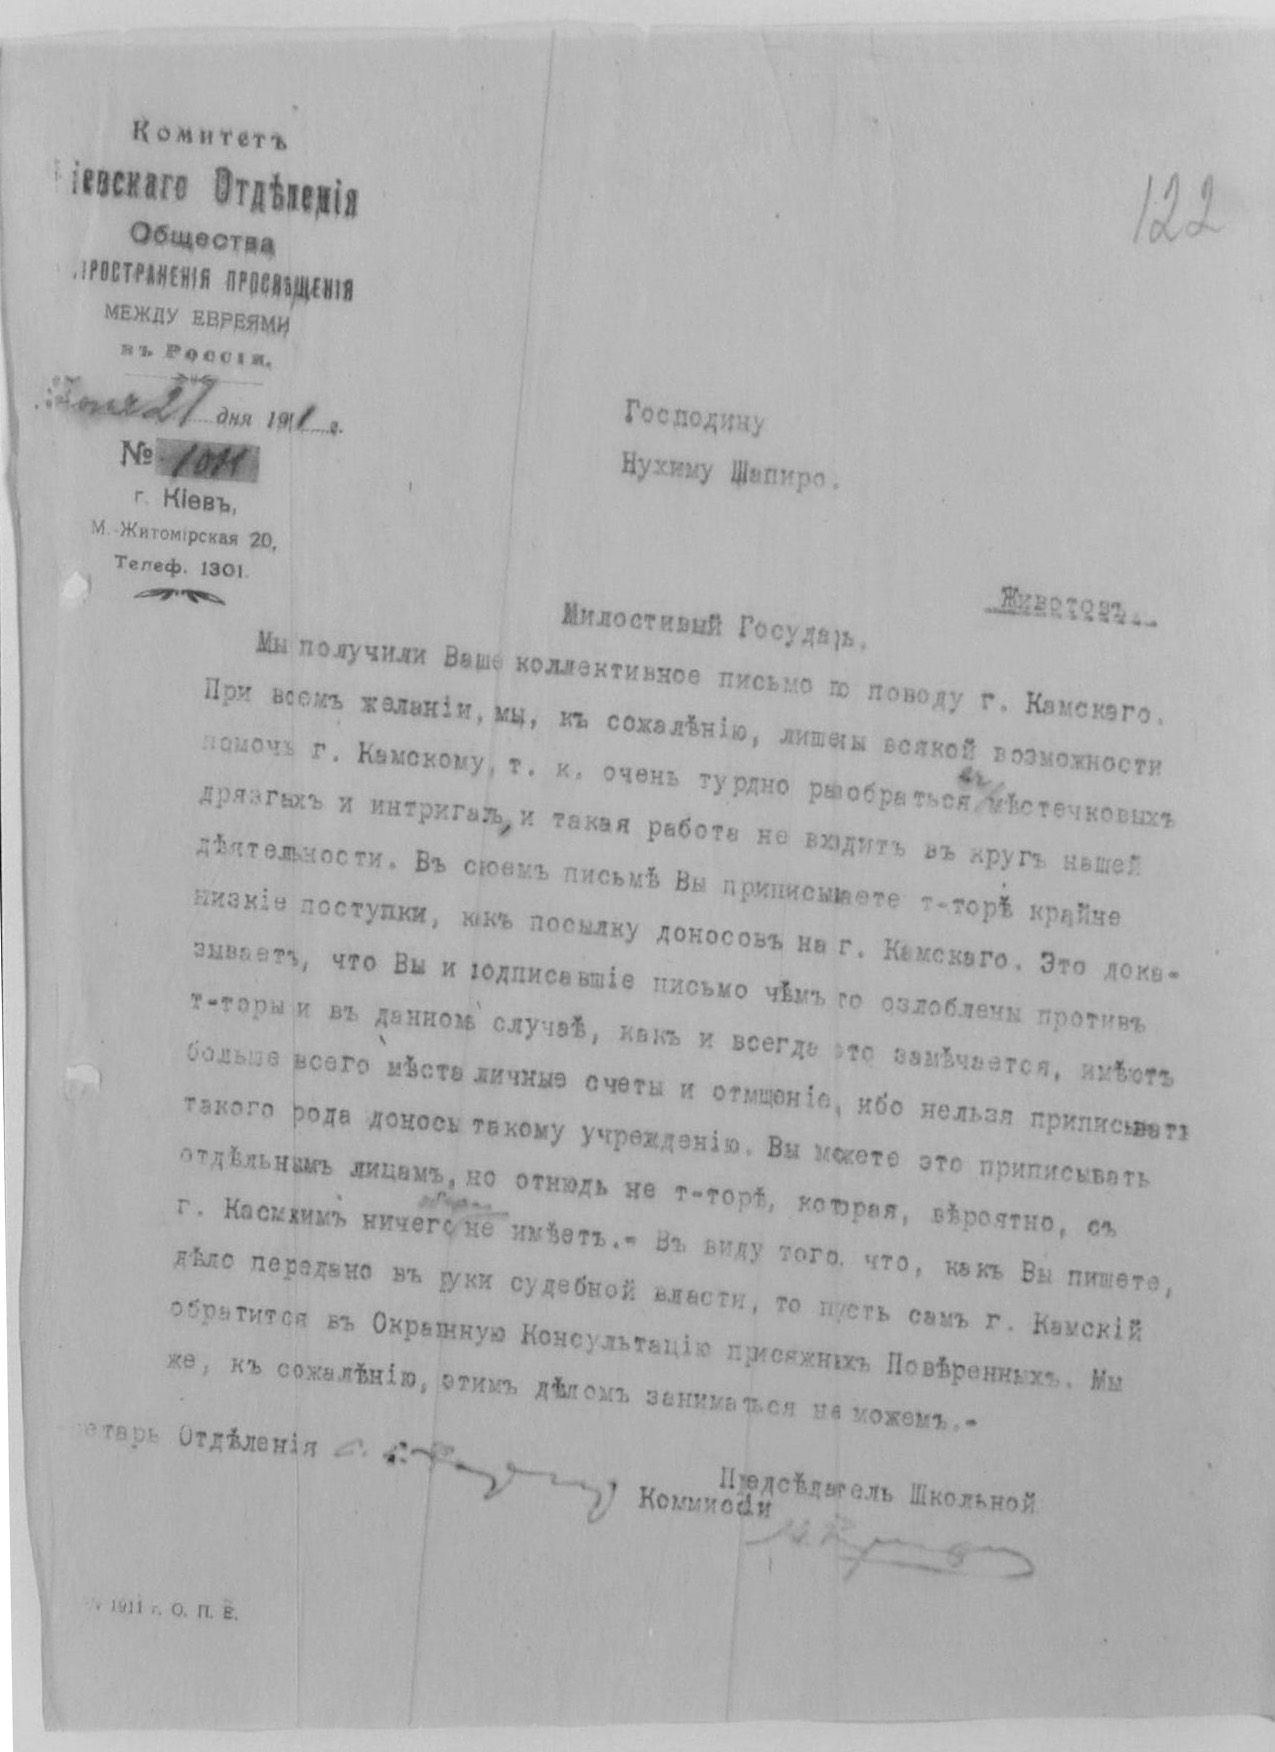 Комитетъ
іевскаго Отдѣленія
Общества
ПРОСТРАНЕНІЯ ПРОСВѢЩЕНІЯ
МЕЖДУ ЕВРЕЯМИ
въ Россіи.
27 дня 1911 г.
№ 1011
г. Кіевъ,
М.-Житомірская 20,
Телеф. 1301.
122
Господину
Нухиму Шапиро.
Животовъ
Милостивый Государь.
Мы получили Ваше коллективное письмо по поводу г. Камскаго.
При всемъ желаніи, мы, къ сожалѣнію, лишены всякой возможности
помочь г. Камскому, т. к. очень турдно разобраться въ мѣстечковыхъ
дрязгахъ и интригахъ, и такая работа не входитъ въ кругъ нашей
дѣятельности. Въ своемъ письмѣ Вы приписываете т-торѣ крайне
низкіе поступки, какъ посылку доносовъ на г. Камскаго. Это дока-
зываетъ, что Вы и подписавшіе письмо чѣмъ то озлоблены противъ
т-торы и въ данномъ случаѣ, какъ и всегда это замѣчается, имѣютъ
больше всего мѣста личные счеты и отмщеніе, ибо нельзя приписывать
такого рода доносы такому учрежденію. Вы можете это приписывать
отдѣльнымъ лицамъ, но отнюдь не т-торѣ, которая, вѣроятно, съ
г. Касмкимъ ничего не имѣетъ.- Въ виду того, что, какъ Вы пишете,
дѣло передано въ руки судебной власти, то пусть самъ г. Камскій
обратится въ Окрашную Консультацію присяжныхъ Повѣренныхъ. Мы
же, къ сожалѣнію, этимъ дѣломъ заниматься не можемъ.-
ретарь Отдѣленія
Предсѣдатель Школьной
Коммиссіи
1911 г. О. П. Е.